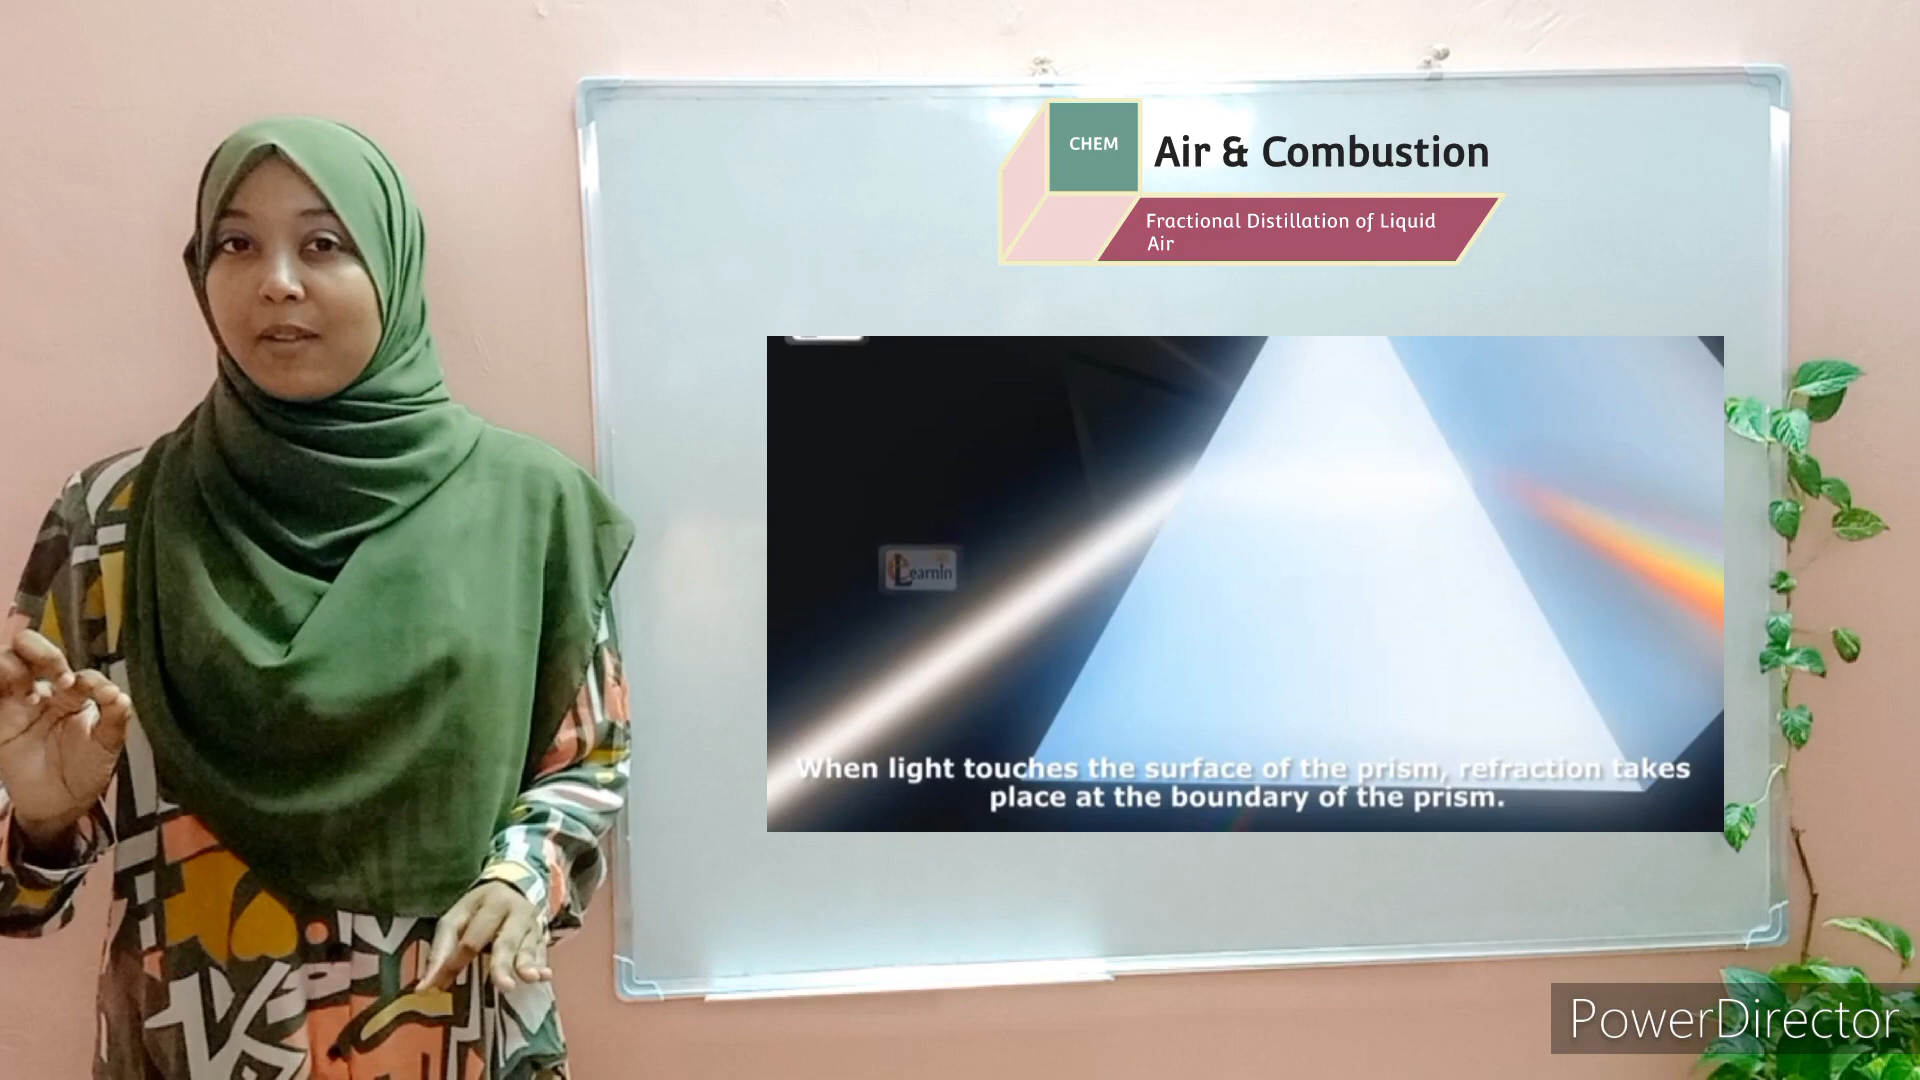 CHEM
Air & Combustion
Fractional Distillation of Liquid
Air
LearnIn
When light touches the surface of the prism, refraction takes
place at the boundary of the prism.
PowerDirector